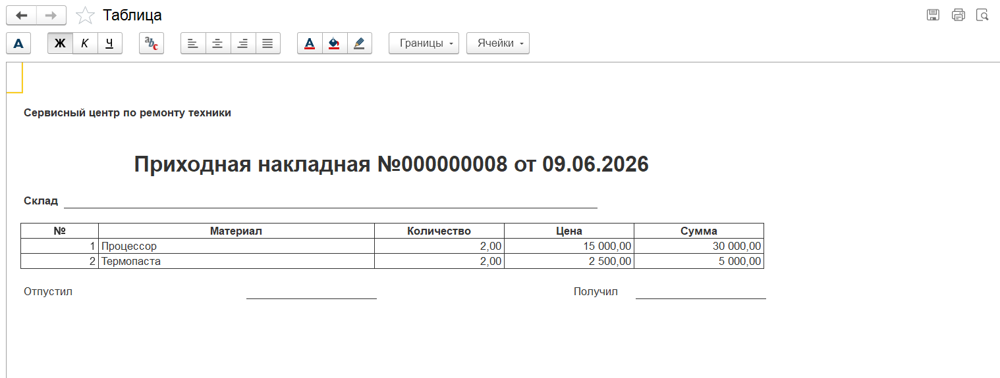 Таблица
А Ж К Ч abc А Границы Ячейки
Сервисный центр по ремонту техники
Приходная накладная №000000008 от 09.06.2026
Склад
№ Материал Количество Цена Сумма
1 Процессор 2,00 15 000,00 30 000,00
2 Термопаста 2,00 2 500,00 5 000,00
Отпустил Получил